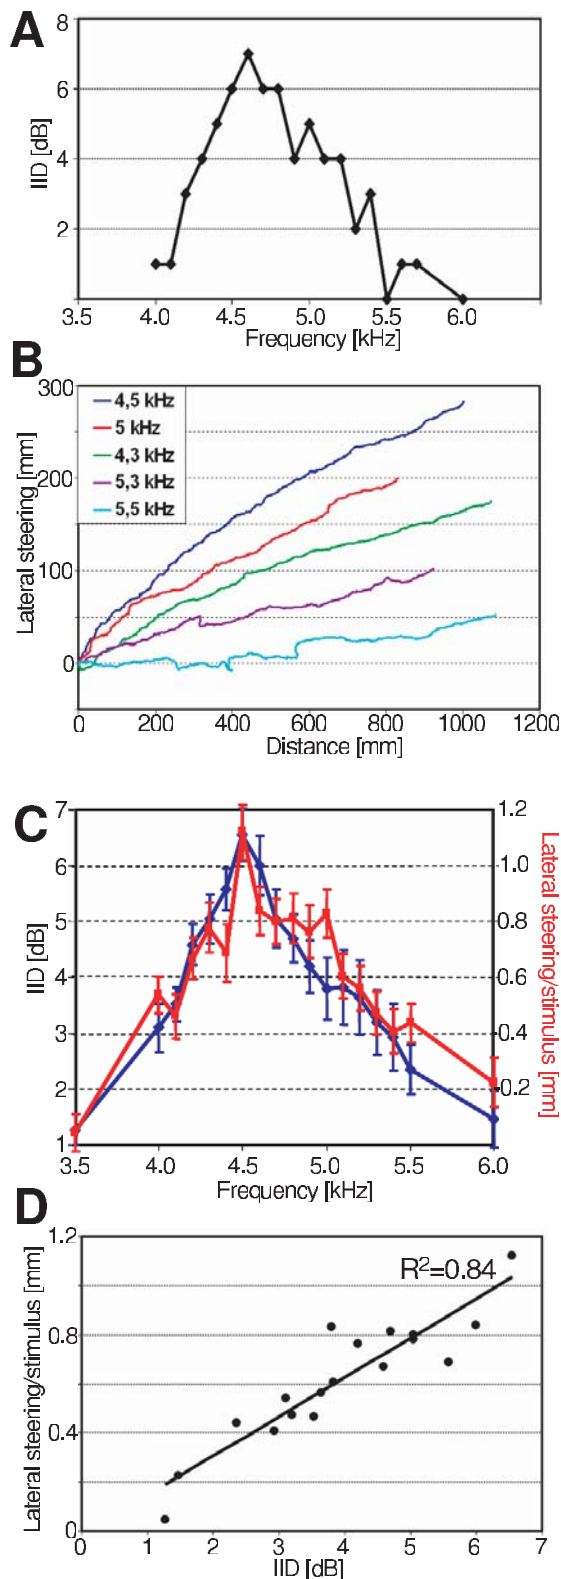 A
8
6
4
2
IID [dB]
3.5 4.0 4.5 5.0 5.5 6.0
Frequency [kHz]
B
300
200
100
0
Lateral steering [mm]
4,5 kHz
5 kHz
4,3 kHz
5,3 kHz
5,5 kHz
0 200 400 600 800 1000 1200
Distance [mm]
C
7
6
5
4
3
2
1
IID [dB]
1.2
1.0
0.8
0.6
0.4
0.2
Lateral steering/stimulus [mm]
3.5 4.0 4.5 5.0 5.5 6.0
Frequency [kHz]
D
1.2
0.8
0.4
0
Lateral steering/stimulus [mm]
R²=0.84
0 1 2 3 4 5 6 7
IID [dB]